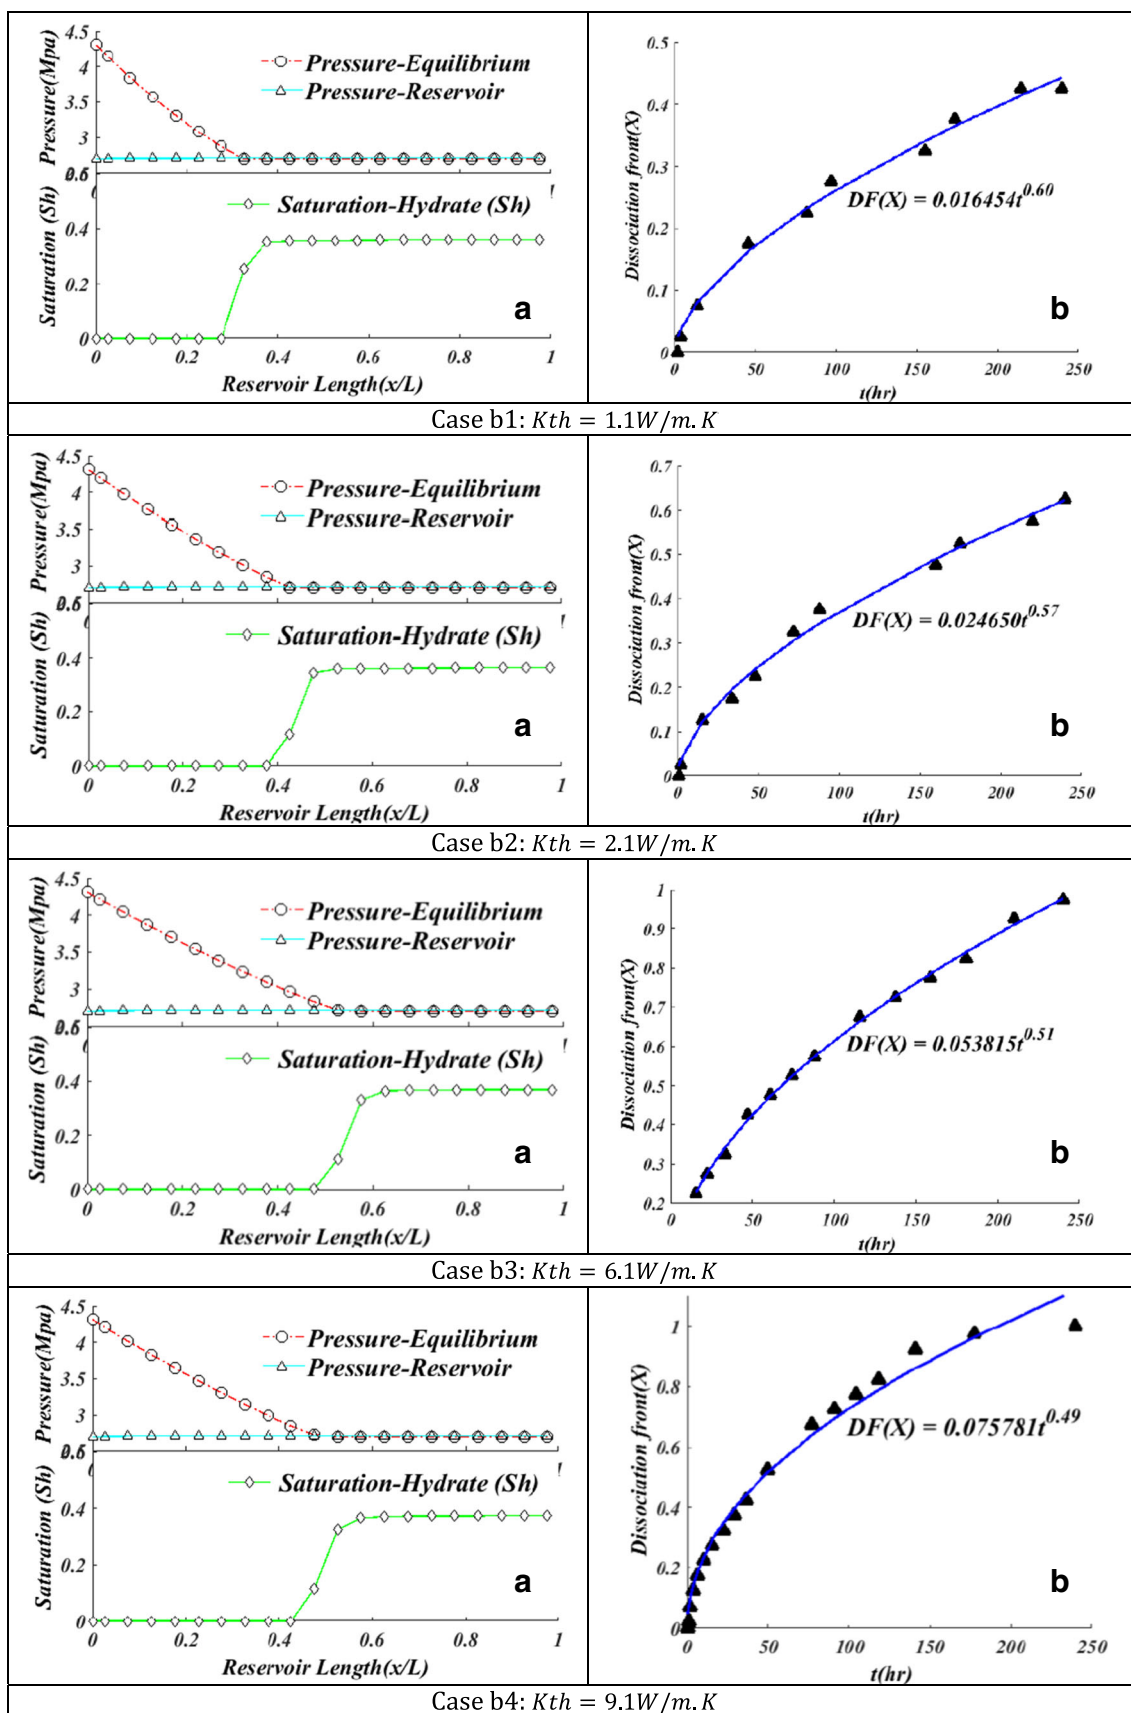 4.5
4
3.5
3
2.5
Pressure(Mpa)
Pressure-Equilibrium
Pressure-Reservoir
0.6
0.4
0.2
0
Saturation (Sh)
Saturation-Hydrate (Sh)
a
0 0.2 0.4 0.6 0.8 1
Reservoir Length(x/L)
0.5
0.4
0.3
0.2
0.1
0
Dissociation front(X)
DF(X) = 0.016454t^0.60
b
0 50 100 150 200 250
t(hr)
Case b1: Kth = 1.1W/m.K
4.5
4
3.5
3
2.5
Pressure(Mpa)
Pressure-Equilibrium
Pressure-Reservoir
0.6
0.4
0.2
0
Saturation (Sh)
Saturation-Hydrate (Sh)
a
0 0.2 0.4 0.6 0.8 1
Reservoir Length(x/L)
0.7
0.6
0.5
0.4
0.3
0.2
0.1
0
Dissociation front(X)
DF(X) = 0.024650t^0.57
b
0 50 100 150 200 250
t(hr)
Case b2: Kth = 2.1W/m.K
4.5
4
3.5
3
2.5
Pressure(Mpa)
Pressure-Equilibrium
Pressure-Reservoir
0.6
0.4
0.2
0
Saturation (Sh)
Saturation-Hydrate (Sh)
a
0 0.2 0.4 0.6 0.8 1
Reservoir Length(x/L)
1
0.9
0.8
0.7
0.6
0.5
0.4
0.3
0.2
Dissociation front(X)
DF(X) = 0.053815t^0.51
b
0 50 100 150 200 250
t(hr)
Case b3: Kth = 6.1W/m.K
4.5
4
3.5
3
2.5
Pressure(Mpa)
Pressure-Equilibrium
Pressure-Reservoir
0.6
0.4
0.2
0
Saturation (Sh)
Saturation-Hydrate (Sh)
a
0 0.2 0.4 0.6 0.8 1
Reservoir Length(x/L)
1
0.8
0.6
0.4
0.2
0
Dissociation front(X)
DF(X) = 0.075781t^0.49
b
0 50 100 150 200 250
t(hr)
Case b4: Kth = 9.1W/m.K